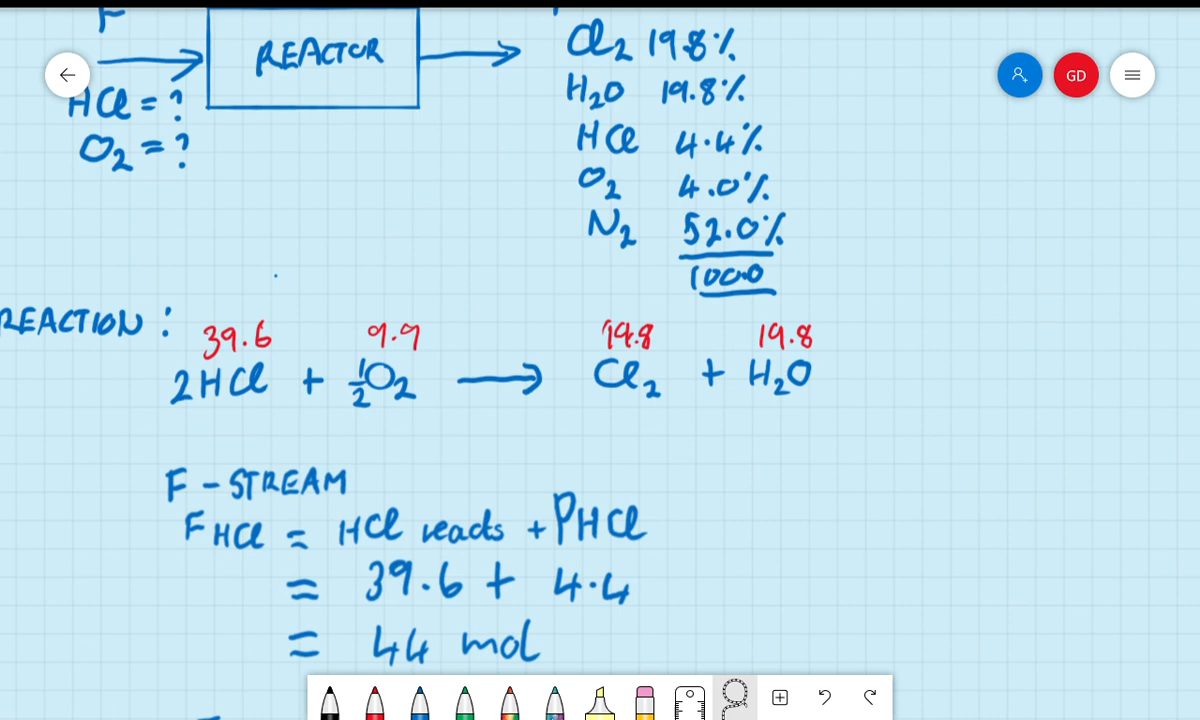 F
REACTOR
HCl = ?
O2 = ?
Cl2 19.8%
H2O 19.8%
HCl 4.4%
O2 4.0%
N2 52.0%
100.0
GD
REACTION :
39.6 9.9 19.8 19.8
2HCl + 1/2O2 → Cl2 + H2O
F - STREAM
FHCl = HCl reacts + PHCl
= 39.6 + 4.4
= 44 mol